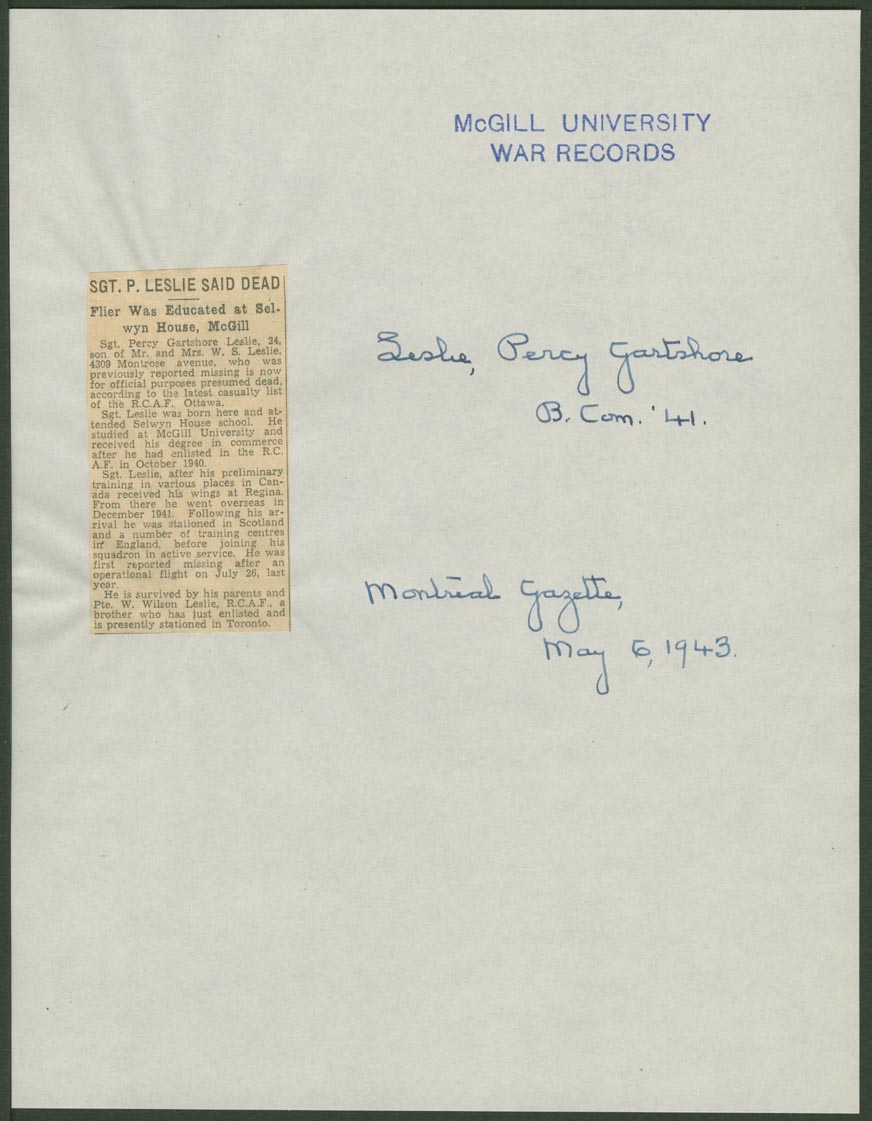 McGILL UNIVERSITY
WAR RECORDS
SGT. P. LESLIE SAID DEAD
Flier Was Educated at Sel-
wyn House, McGill
Sgt. Percy Gartshore Leslie, 24,
son of Mr. and Mrs. W. S. Leslie,
4309 Montrose avenue, who was
previously reported missing is now
for official purposes presumed dead,
according to the latest casualty list
of the R.C.A.F. Ottawa.
Sgt. Leslie was born here and at-
tended Selwyn House school. He
studied at McGill University and
received his degree in commerce
after he had enlisted in the R.C.
A.F. in October 1940.
Sgt. Leslie, after his preliminary
training in various places in Can-
ada received his wings at Regina.
From there he went overseas in
December 1941. Following his ar-
rival he was stationed in Scotland
and a number of training centres
in England, before joining his
squadron in active service. He was
first reported missing after an
operational flight on July 26, last
year.
He is survived by his parents and
Pte. W. Wilson Leslie, R.C.A.F., a
brother who has just enlisted and
is presently stationed in Toronto.
Leslie, Percy Gartshore
B. Com. '41.
Montreal Gazette,
May 6, 1943.